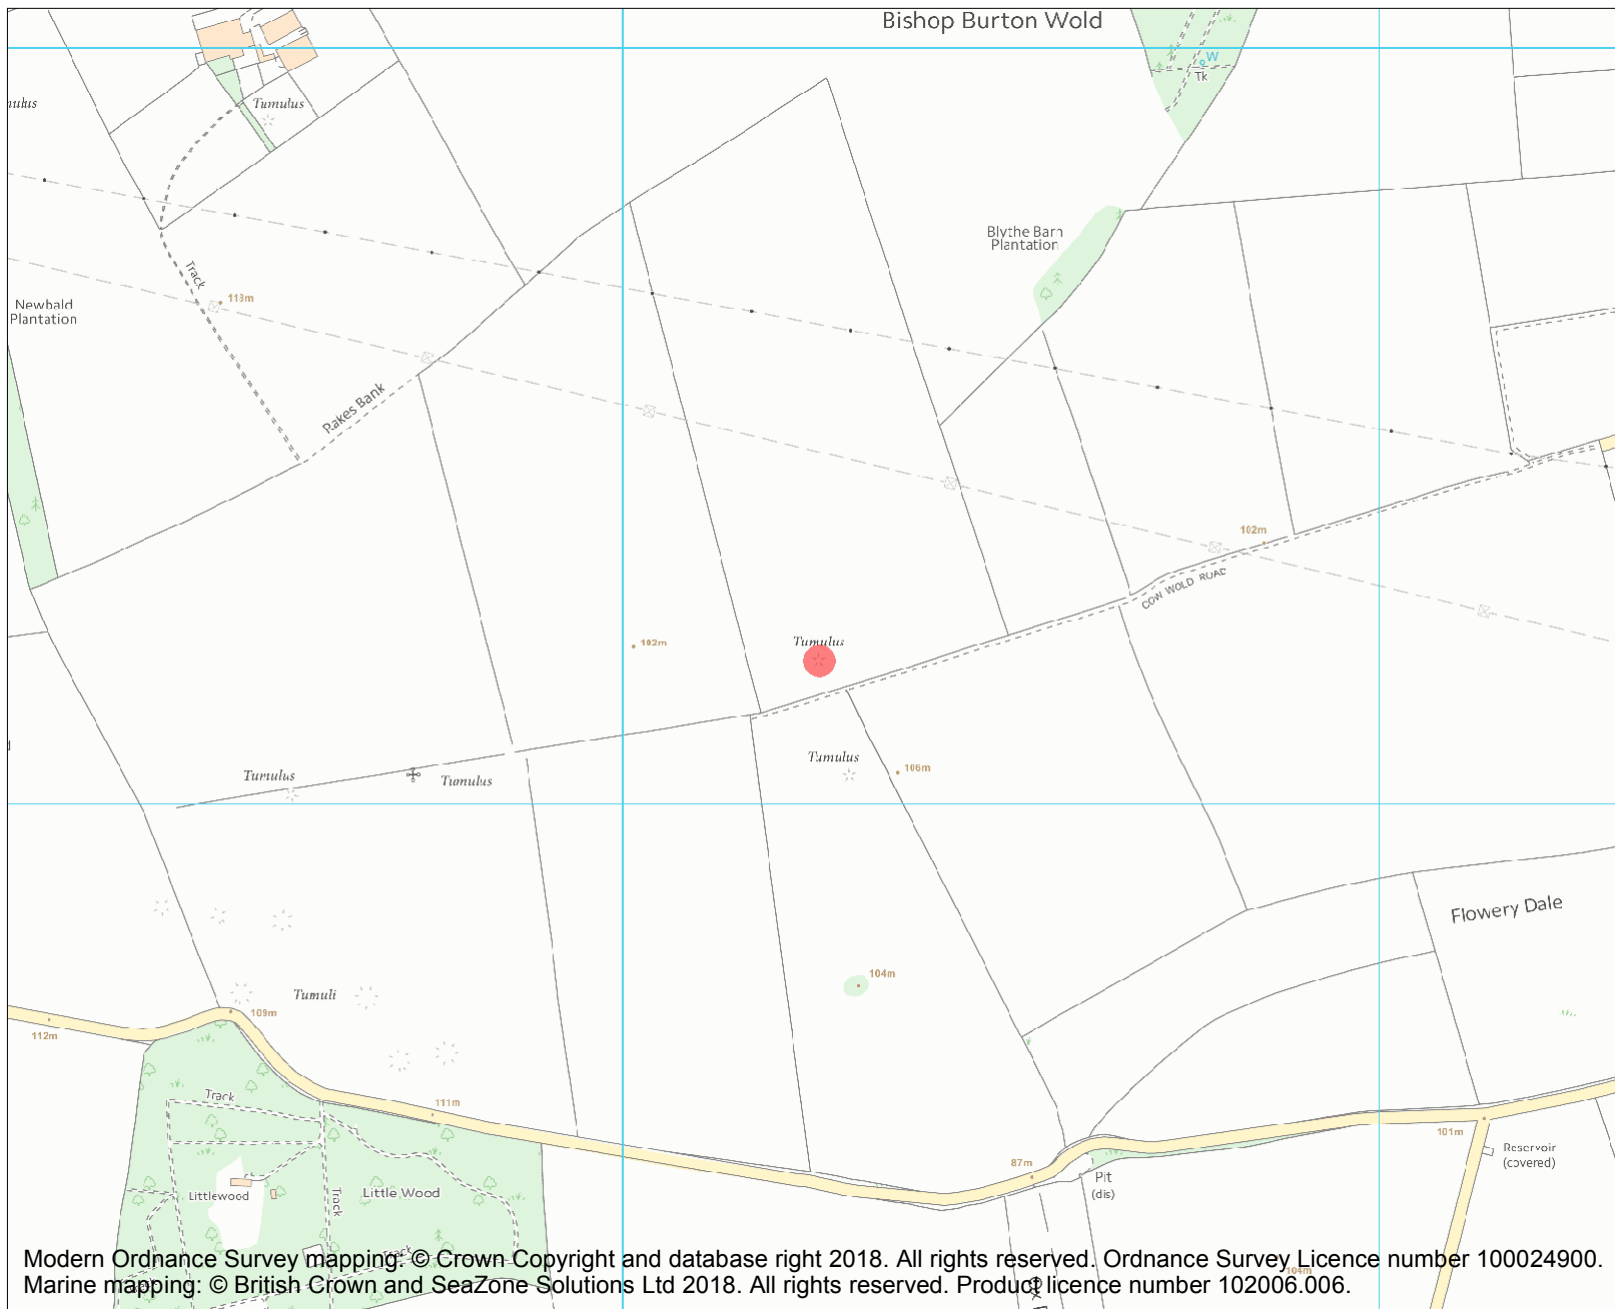 Bishop Burton Wold
W
Tk
Tumulus
Blythe Barn
Plantation
Track
113m
Newbald
Plantation
Rakes Bank
102m
COW WOLD ROAD
Tumulus
102m
Tumulus
106m
Tumulus
Tumulus
Flowery Dale
104m
Tumuli
109m
112m
111m
Track
101m
Reservoir
(covered)
87m
Pit
(dis)
Littlewood
Track
Little Wood
Track
104m
Modern Ordnance Survey mapping: © Crown Copyright and database right 2018. All rights reserved. Ordnance Survey Licence number 100024900.
Marine mapping: © British Crown and SeaZone Solutions Ltd 2018. All rights reserved. Product licence number 102006.006.